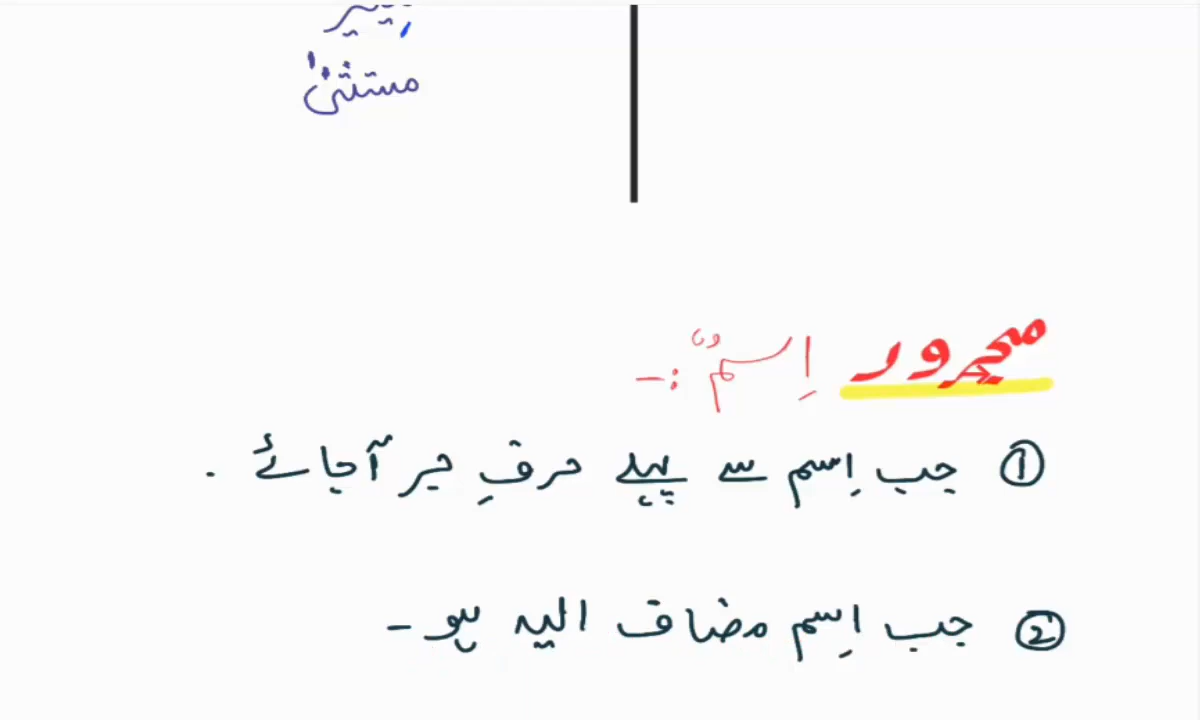 مستثنیٰ
مجرور اِسمٌ :-
① جب اِسم سے پہلے حرفِ جر آجائے .
② جب اِسم مضاف الیہ ہو -